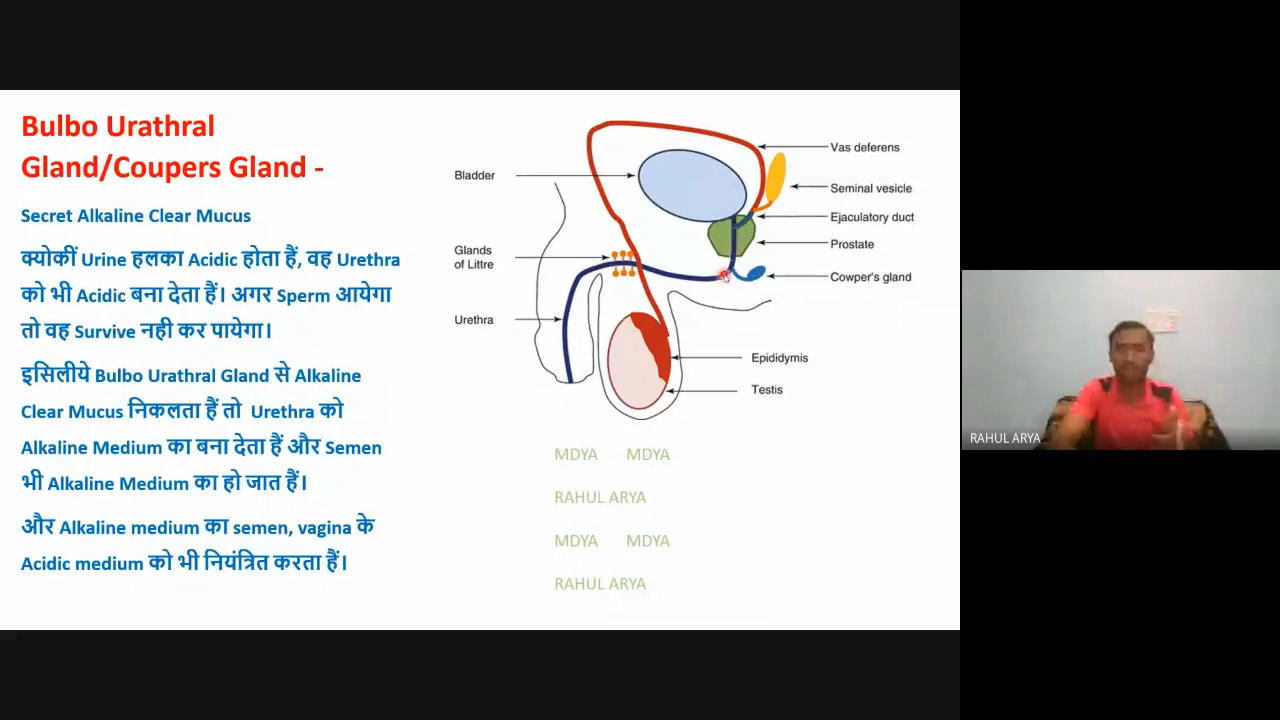 Bulbo Urathral
Gland/Coupers Gland -
Secret Alkaline Clear Mucus
क्योकीं Urine हलका Acidic होता हैं, वह Urethra
को भी Acidic बना देता हैं। अगर Sperm आयेगा
तो वह Survive नही कर पायेगा।
इसिलीये Bulbo Urathral Gland से Alkaline
Clear Mucus निकलता हैं तो Urethra को
Alkaline Medium का बना देता हैं और Semen
भी Alkaline Medium का हो जात हैं।
और Alkaline medium का semen, vagina के
Acidic medium को भी नियंत्रित करता हैं।
Bladder
Glands
of Littre
Urethra
Vas deferens
Seminal vesicle
Ejaculatory duct
Prostate
Cowper's gland
Epididymis
Testis
MDYA MDYA
RAHUL ARYA
MDYA MDYA
RAHUL ARYA
RAHUL ARYA